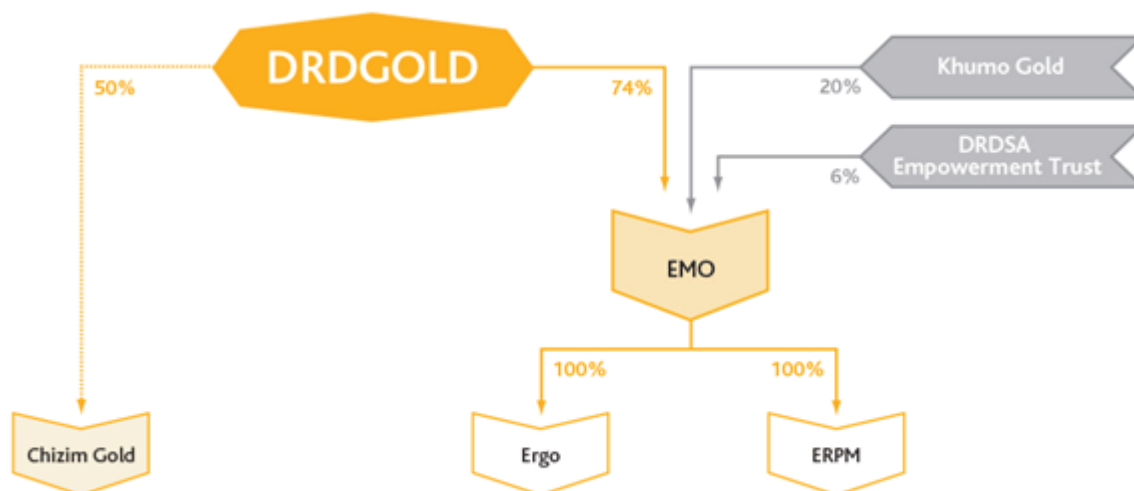 DRDGOLD
50%
74%
Khumo Gold
20%
DRDSA
Empowerment Trust
6%
EMO
100%
100%
Chizim Gold
Ergo
ERPM